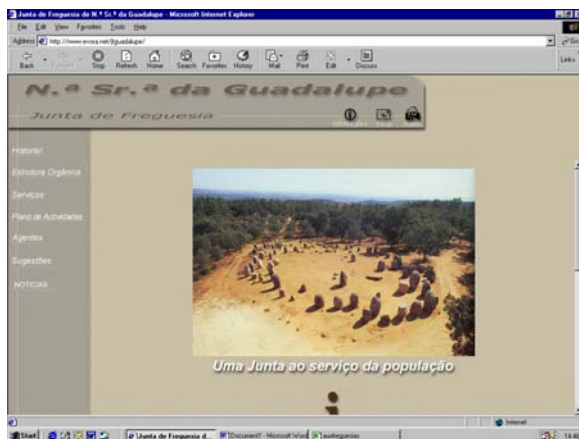 Junta de Freguesia de N.ª Sr.ª da Guadalupe - Microsoft Internet Explorer
File Edit View Favorites Tools Help
Address http://www.evora.net/jfguadalupe/
Back Stop Refresh Home Search Favorites History Mail Print Edit Discuss
Links
N.ª Sr.ª da Guadalupe
Junta de Freguesia
Historial
Estrutura Orgânica
Serviços
Plano de Actividades
Agentes
Sugestões
NOTICIAS
Uma Junta ao serviço da população
Internet
Start
Junta de Freguesia d...
Document1 - Microsoft Word